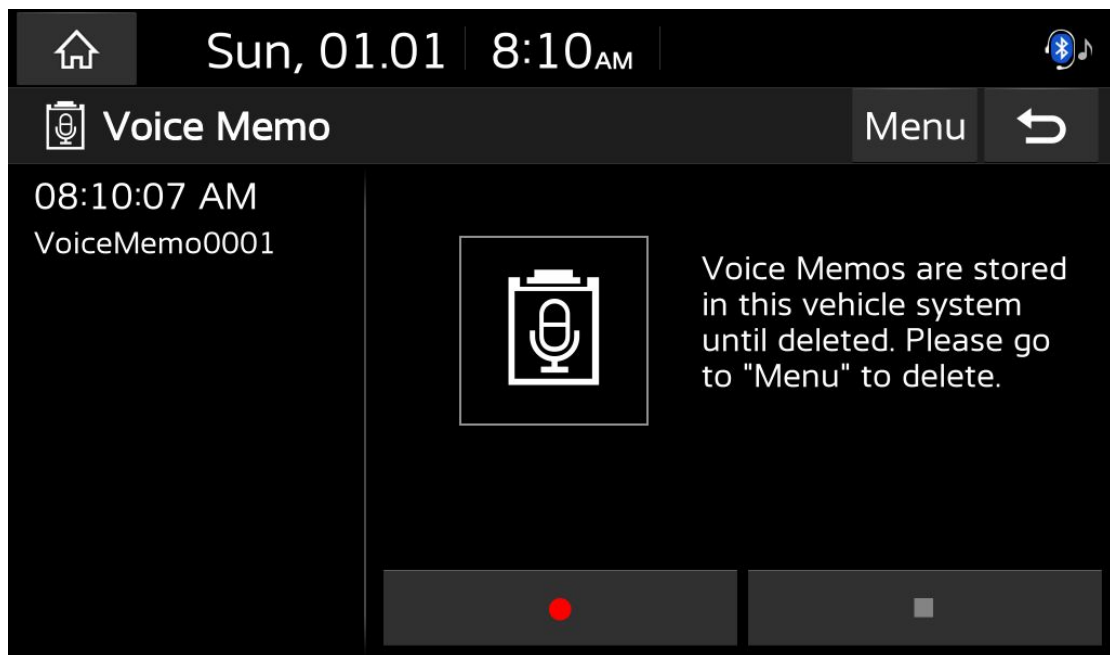 Sun, 01.01 8:10AM
Voice Memo Menu
08:10:07 AM
VoiceMemo0001
Voice Memos are stored
in this vehicle system
until deleted. Please go
to "Menu" to delete.